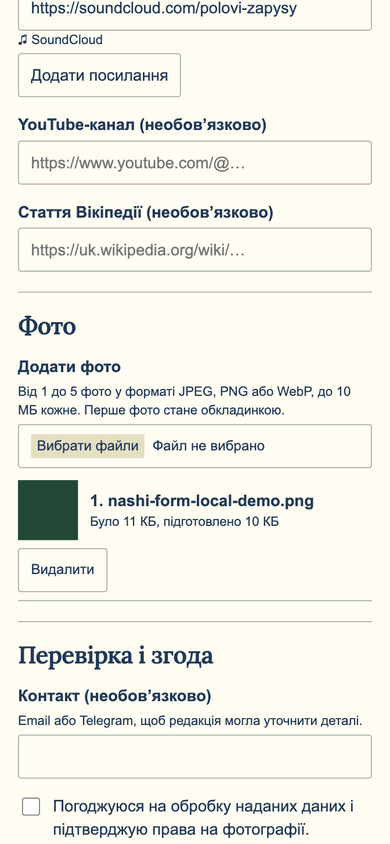 https://soundcloud.com/polovi-zapysy
♫ SoundCloud
Додати посилання
YouTube-канал (необов’язково)
https://www.youtube.com/@…
Стаття Вікіпедії (необов’язково)
https://uk.wikipedia.org/wiki/…
Фото
Додати фото
Від 1 до 5 фото у форматі JPEG, PNG або WebP, до 10
МБ кожне. Перше фото стане обкладинкою.
Вибрати файли Файл не вибрано
1. nashi-form-local-demo.png
Було 11 КБ, підготовлено 10 КБ
Видалити
Перевірка і згода
Контакт (необов’язково)
Email або Telegram, щоб редакція могла уточнити деталі.
Погоджуюся на обробку наданих даних і
підтверджую права на фотографії.